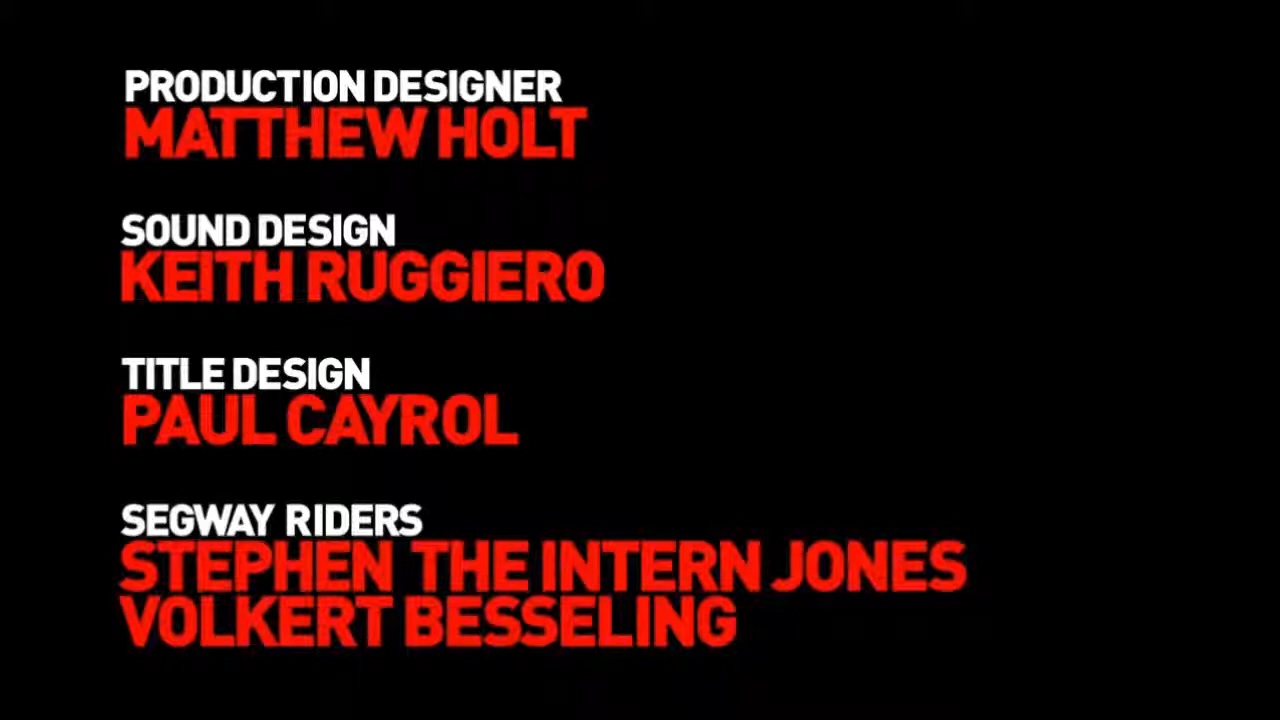 PRODUCTION DESIGNER
MATTHEW HOLT
SOUND DESIGN
KEITH RUGGIERO
TITLE DESIGN
PAUL CAYROL
SEGWAY RIDERS
STEPHEN THE INTERN JONES
VOLKERT BESSELING